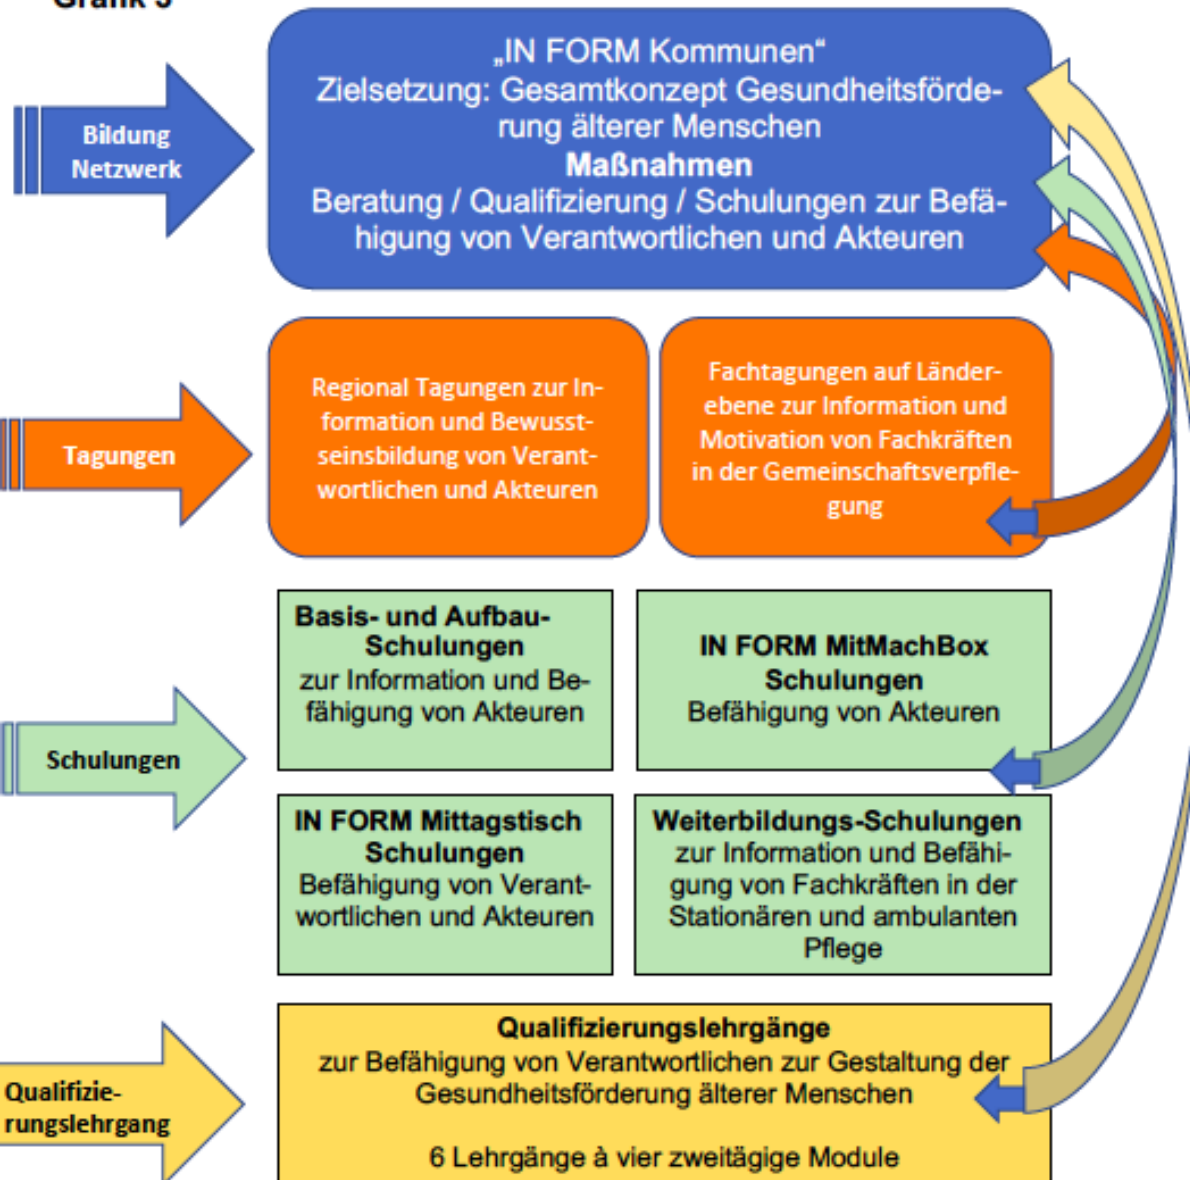 Grafik 3
„IN FORM Kommunen“
Zielsetzung: Gesamtkonzept Gesundheitsförde-
rung älterer Menschen
Maßnahmen
Beratung / Qualifizierung / Schulungen zur Befä-
higung von Verantwortlichen und Akteuren
Bildung
Netzwerk
Tagungen
Regional Tagungen zur In-
formation und Bewusst-
seinsbildung von Verant-
wortlichen und Akteuren
Fachtagungen auf Länder-
ebene zur Information und
Motivation von Fachkräften
in der Gemeinschaftsverpfle-
gung
Schulungen
Basis- und Aufbau-
Schulungen
zur Information und Be-
fähigung von Akteuren
IN FORM MitMachBox
Schulungen
Befähigung von Akteuren
IN FORM Mittagstisch
Schulungen
Befähigung von Verant-
wortlichen und Akteuren
Weiterbildungs-Schulungen
zur Information und Befähi-
gung von Fachkräften in der
Stationären und ambulanten
Pflege
Qualifizie-
rungslehrgang
Qualifizierungslehrgänge
zur Befähigung von Verantwortlichen zur Gestaltung der
Gesundheitsförderung älterer Menschen
6 Lehrgänge à vier zweitägige Module